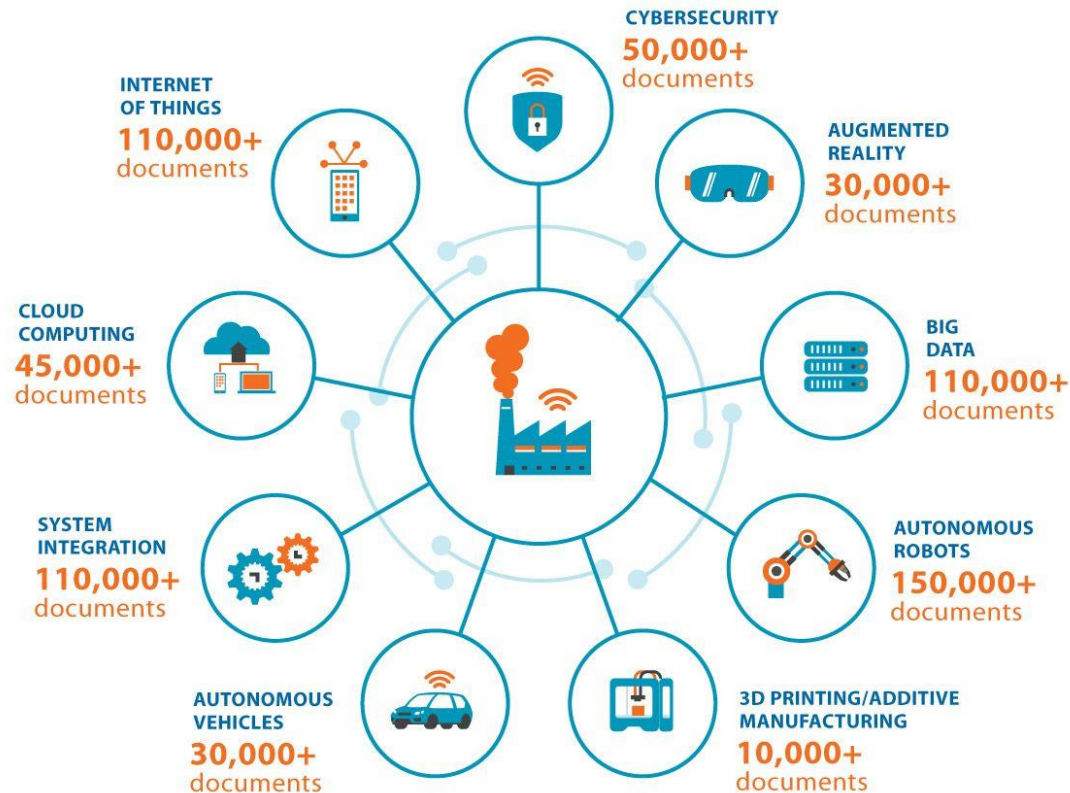 CYBERSECURITY
50,000+
documents
INTERNET
OF THINGS
110,000+
documents
AUGMENTED
REALITY
30,000+
documents
CLOUD
COMPUTING
45,000+
documents
BIG
DATA
110,000+
documents
SYSTEM
INTEGRATION
110,000+
documents
AUTONOMOUS
ROBOTS
150,000+
documents
AUTONOMOUS
VEHICLES
30,000+
documents
3D PRINTING/ADDITIVE
MANUFACTURING
10,000+
documents